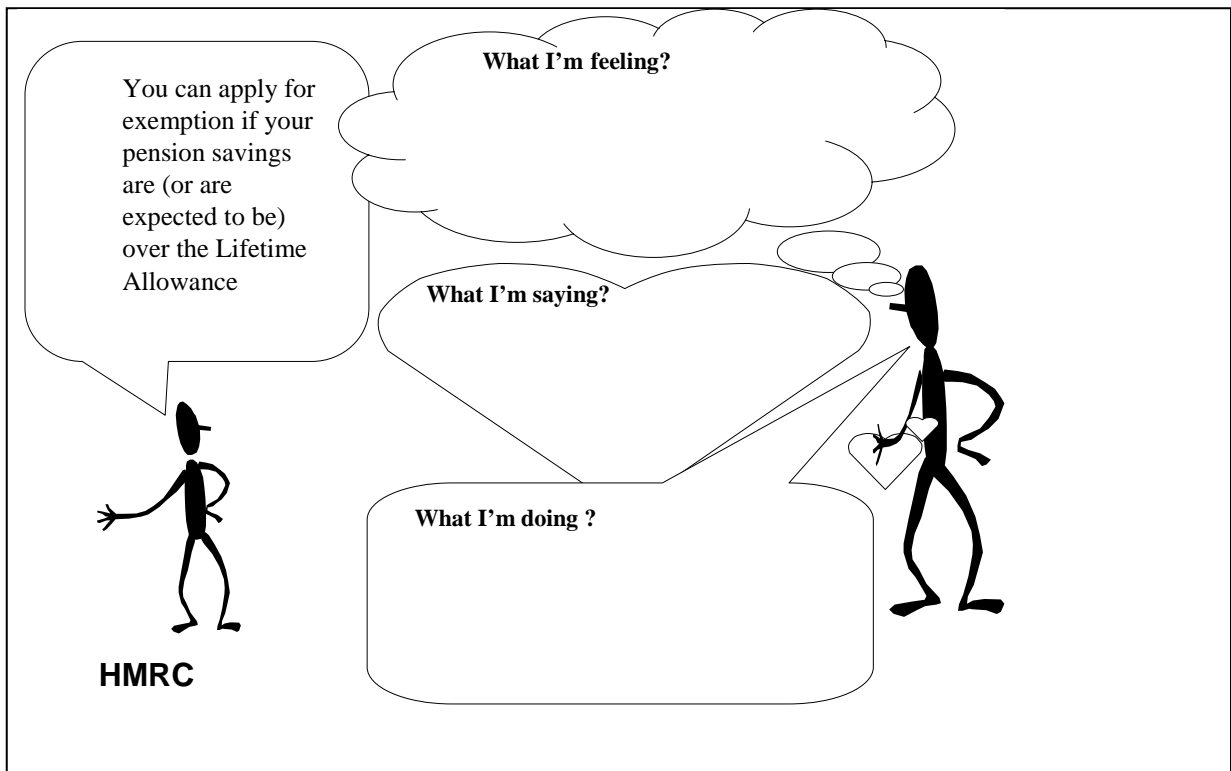 You can apply for
exemption if your
pension savings
are (or are
expected to be)
over the Lifetime
Allowance
What I'm feeling?
What I'm saying?
What I'm doing ?
HMRC